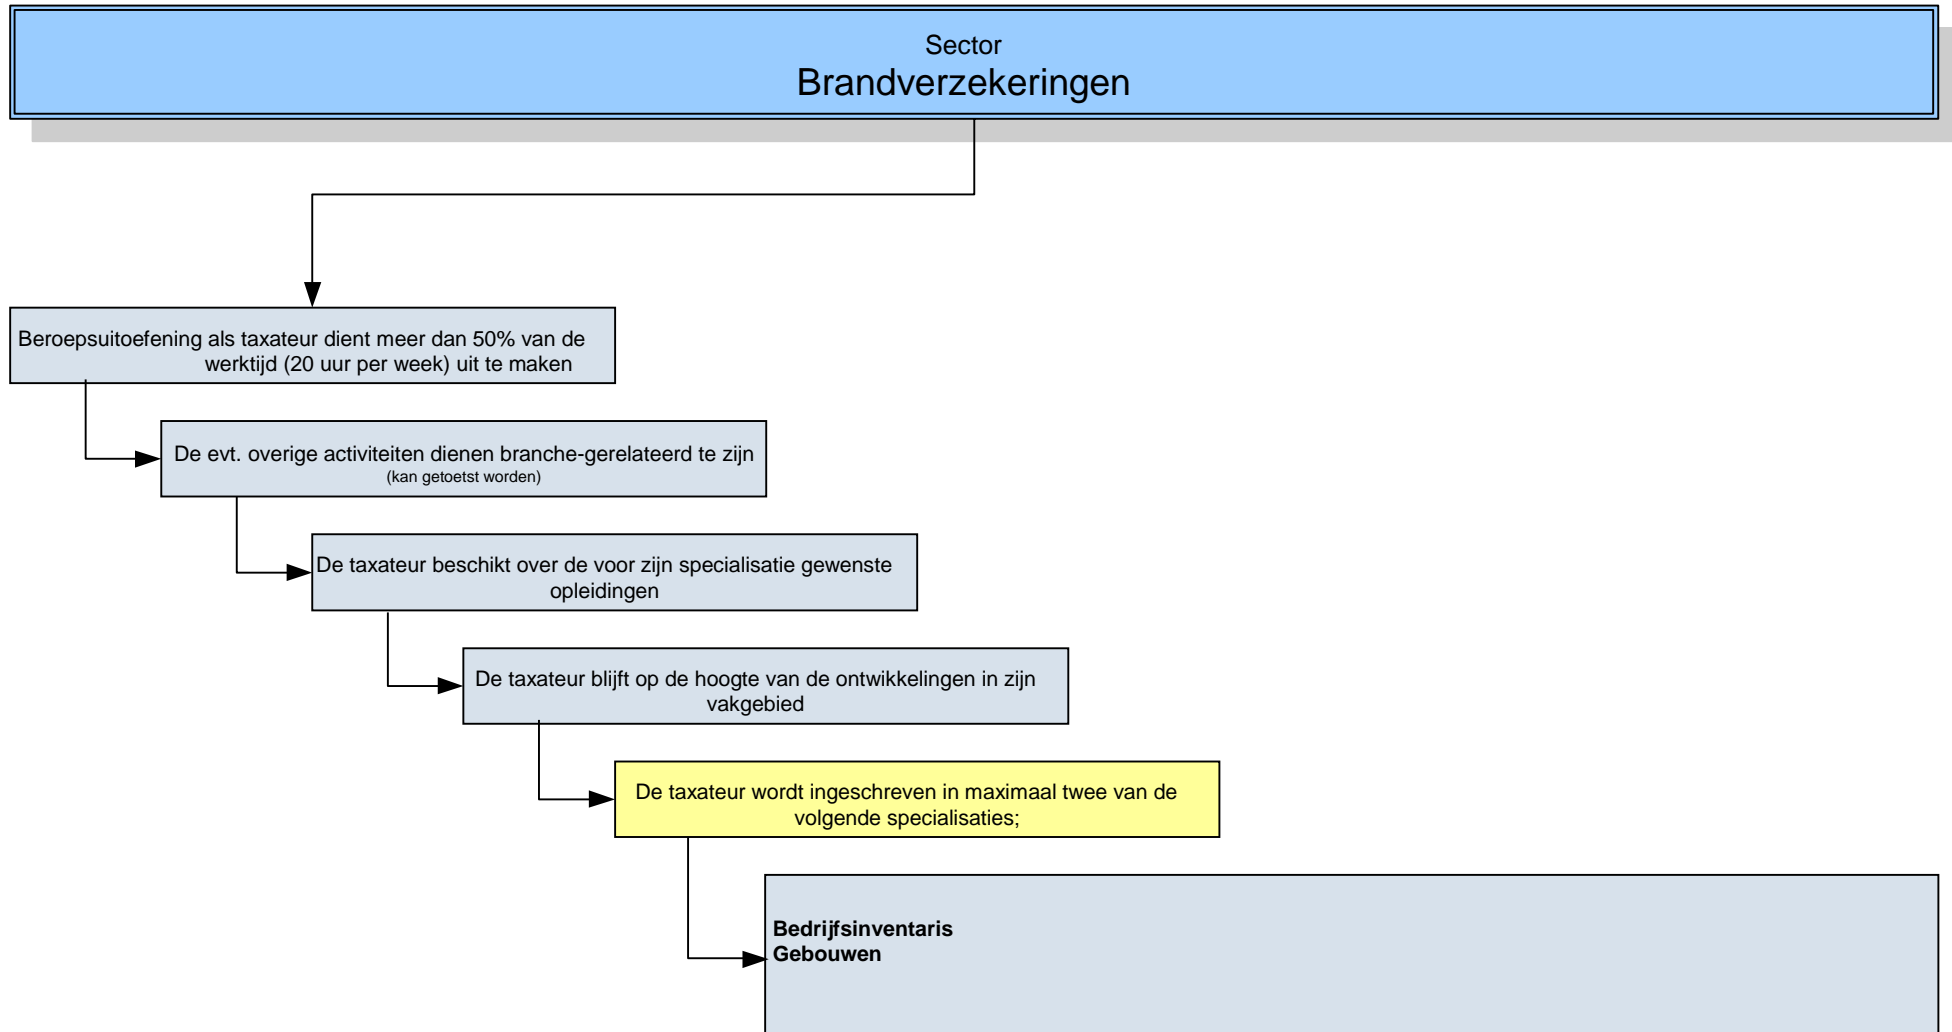 Sector
Brandverzekeringen
Beroepsuitoefening als taxateur dient meer dan 50% van de
werktijd (20 uur per week) uit te maken
De evt. overige activiteiten dienen branche-gerelateerd te zijn
(kan getoetst worden)
De taxateur beschikt over de voor zijn specialisatie gewenste
opleidingen
De taxateur blijft op de hoogte van de ontwikkelingen in zijn
vakgebied
De taxateur wordt ingeschreven in maximaal twee van de
volgende specialisaties;
Bedrijfsinventaris
Gebouwen